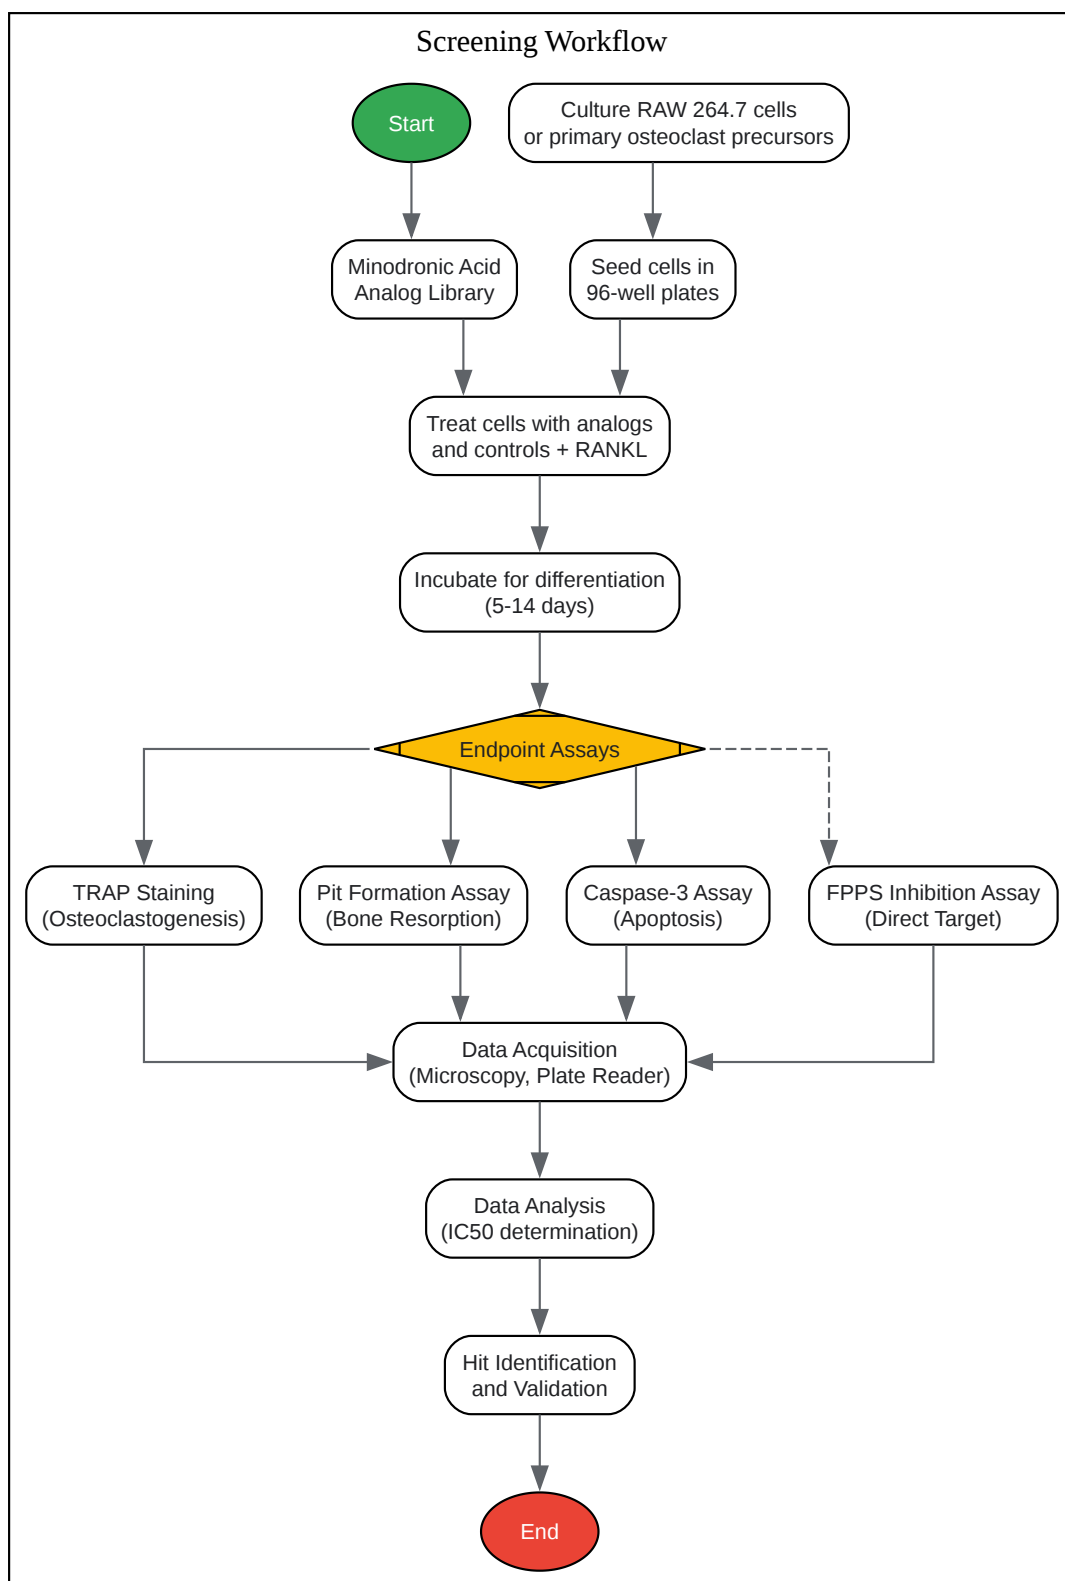 Screening Workflow
Start
Culture RAW 264.7 cells
or primary osteoclast precursors
Minodronic Acid
Analog Library
Seed cells in
96-well plates
Treat cells with analogs
and controls + RANKL
Incubate for differentiation
(5-14 days)
Endpoint Assays
TRAP Staining
(Osteoclastogenesis)
Pit Formation Assay
(Bone Resorption)
Caspase-3 Assay
(Apoptosis)
FPPS Inhibition Assay
(Direct Target)
Data Acquisition
(Microscopy, Plate Reader)
Data Analysis
(IC50 determination)
Hit Identification
and Validation
End